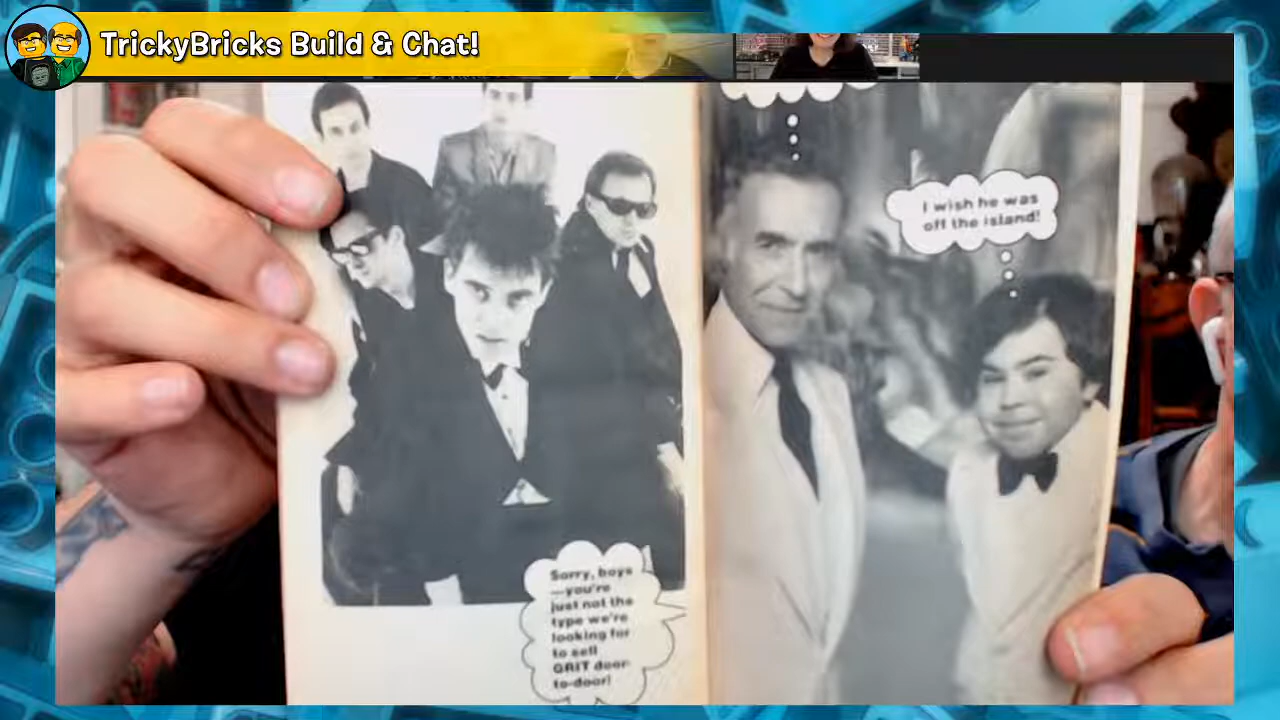 TrickyBricks Build & Chat!
I wish he was
off the island!
Sorry, boys
—you're
just not the
type we're
looking for
to sell
GRIT door-
to-door!